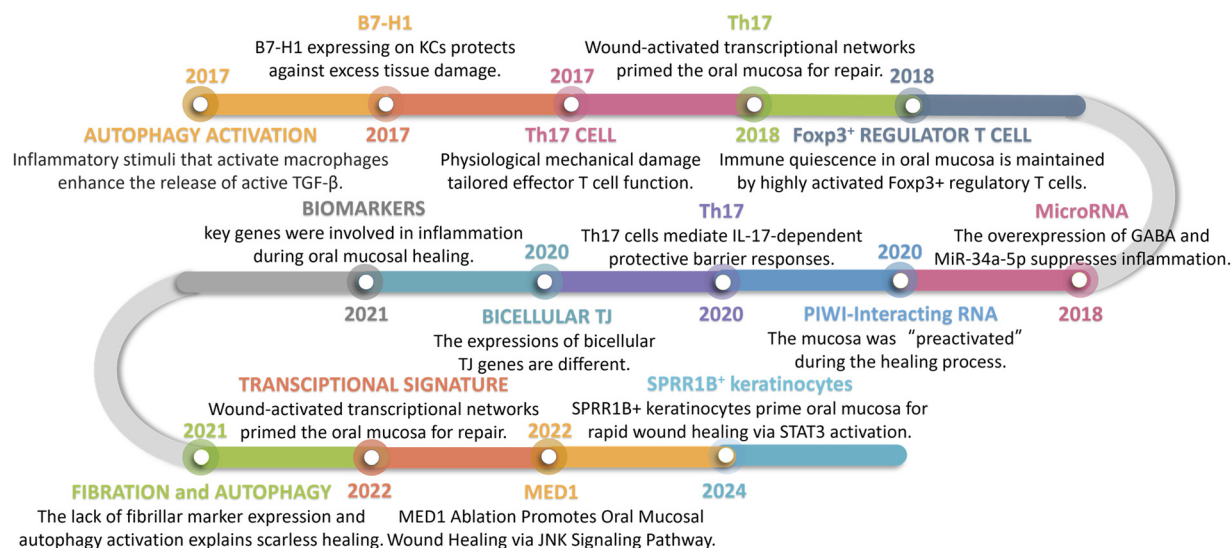 B7-H1
B7-H1 expressing on KCs protects
against excess tissue damage.
Th17
Wound-activated transcriptional networks
primed the oral mucosa for repair.
2017
2017
2018
AUTOPHAGY ACTIVATION
Inflammatory stimuli that activate macrophages
enhance the release of active TGF-β.
2017
Th17 CELL
Physiological mechanical damage
tailored effector T cell function.
2018
Foxp3⁺ REGULATOR T CELL
Immune quiescence in oral mucosa is maintained
by highly activated Foxp3+ regulatory T cells.
BIOMARKERS
key genes were involved in inflammation
during oral mucosal healing.
2020
Th17
Th17 cells mediate IL-17-dependent
protective barrier responses.
2020
MicroRNA
The overexpression of GABA and
MiR-34a-5p suppresses inflammation.
2021
BICELLULAR TJ
The expressions of bicellular
TJ genes are different.
2020
PIWI-Interacting RNA
The mucosa was “preactivated”
during the healing process.
2018
TRANSCIPTIONAL SIGNATURE
Wound-activated transcriptional networks
primed the oral mucosa for repair.
SPRR1B⁺ keratinocytes
SPRR1B+ keratinocytes prime oral mucosa for
rapid wound healing via STAT3 activation.
2021
2022
FIBRATION and AUTOPHAGY
The lack of fibrillar marker expression and
autophagy activation explains scarless healing.
2022
MED1
MED1 Ablation Promotes Oral Mucosal
Wound Healing via JNK Signaling Pathway.
2024